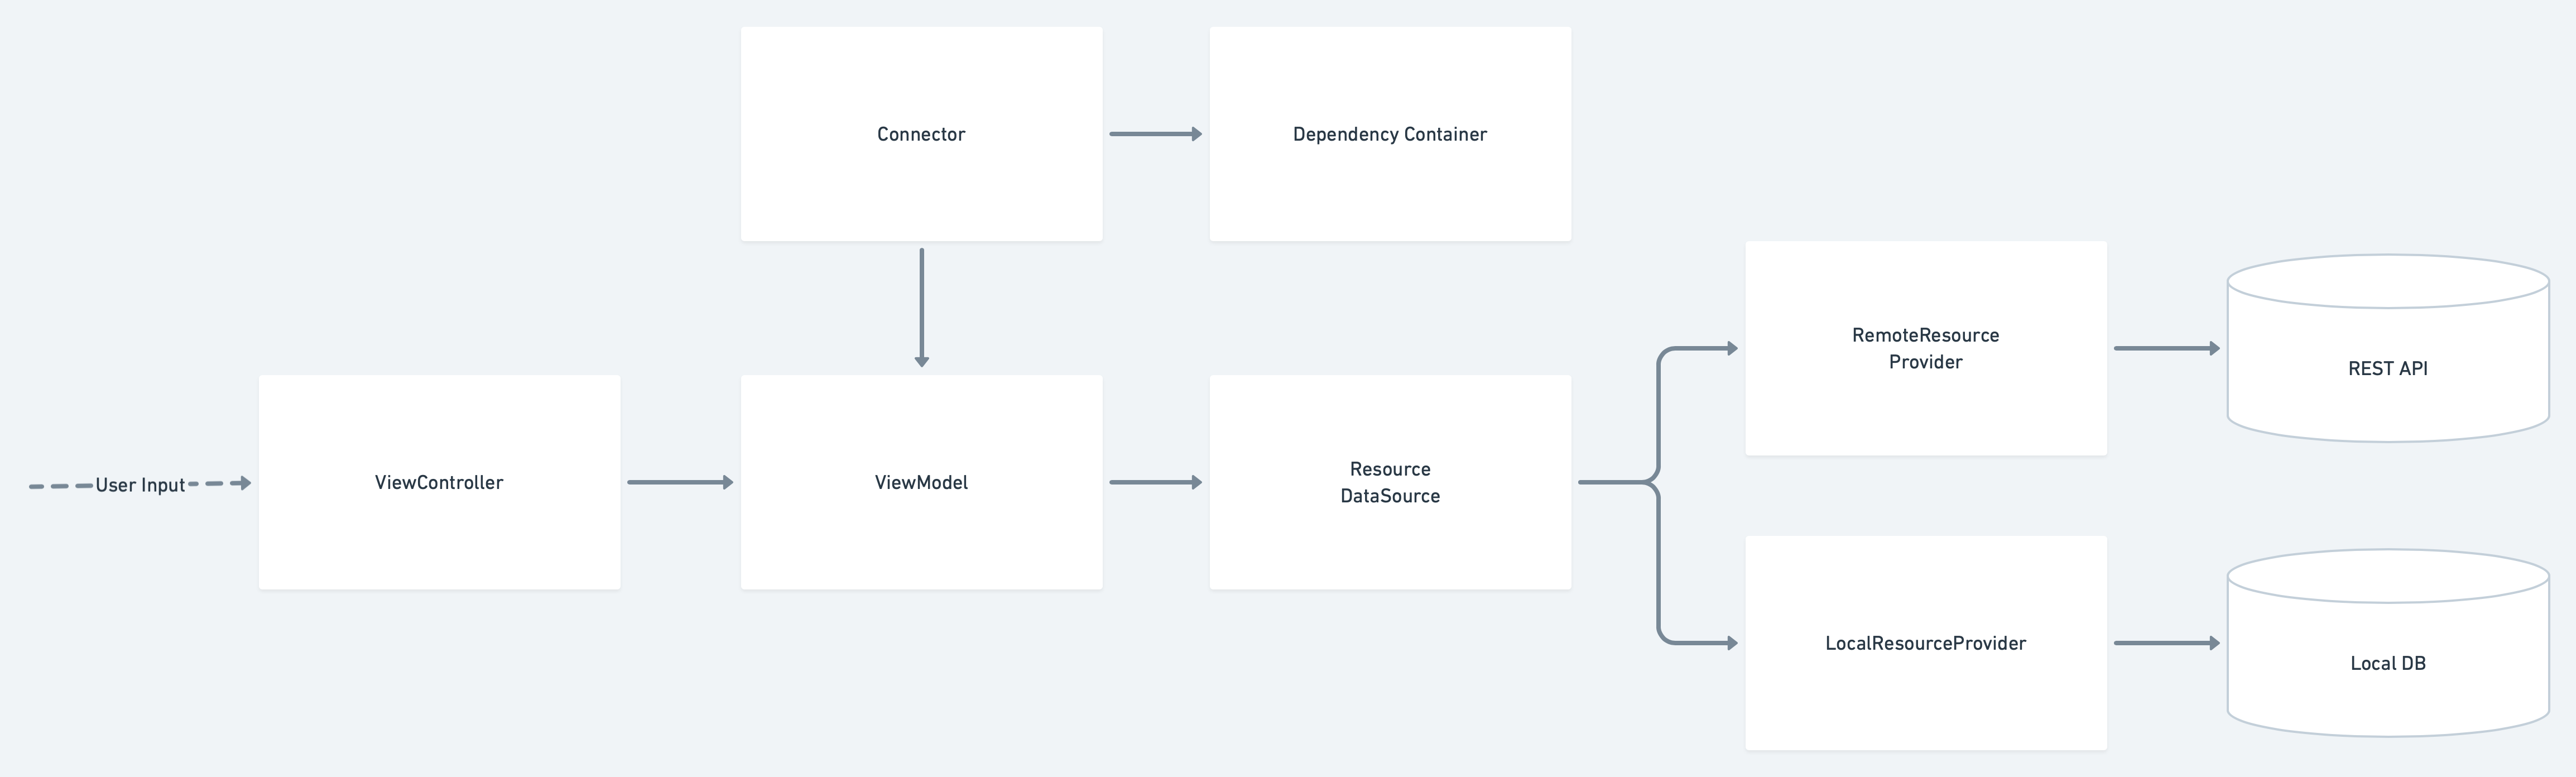 Connector
Dependency Container
RemoteResource
Provider
REST API
User Input
ViewController
ViewModel
Resource
DataSource
LocalResourceProvider
Local DB